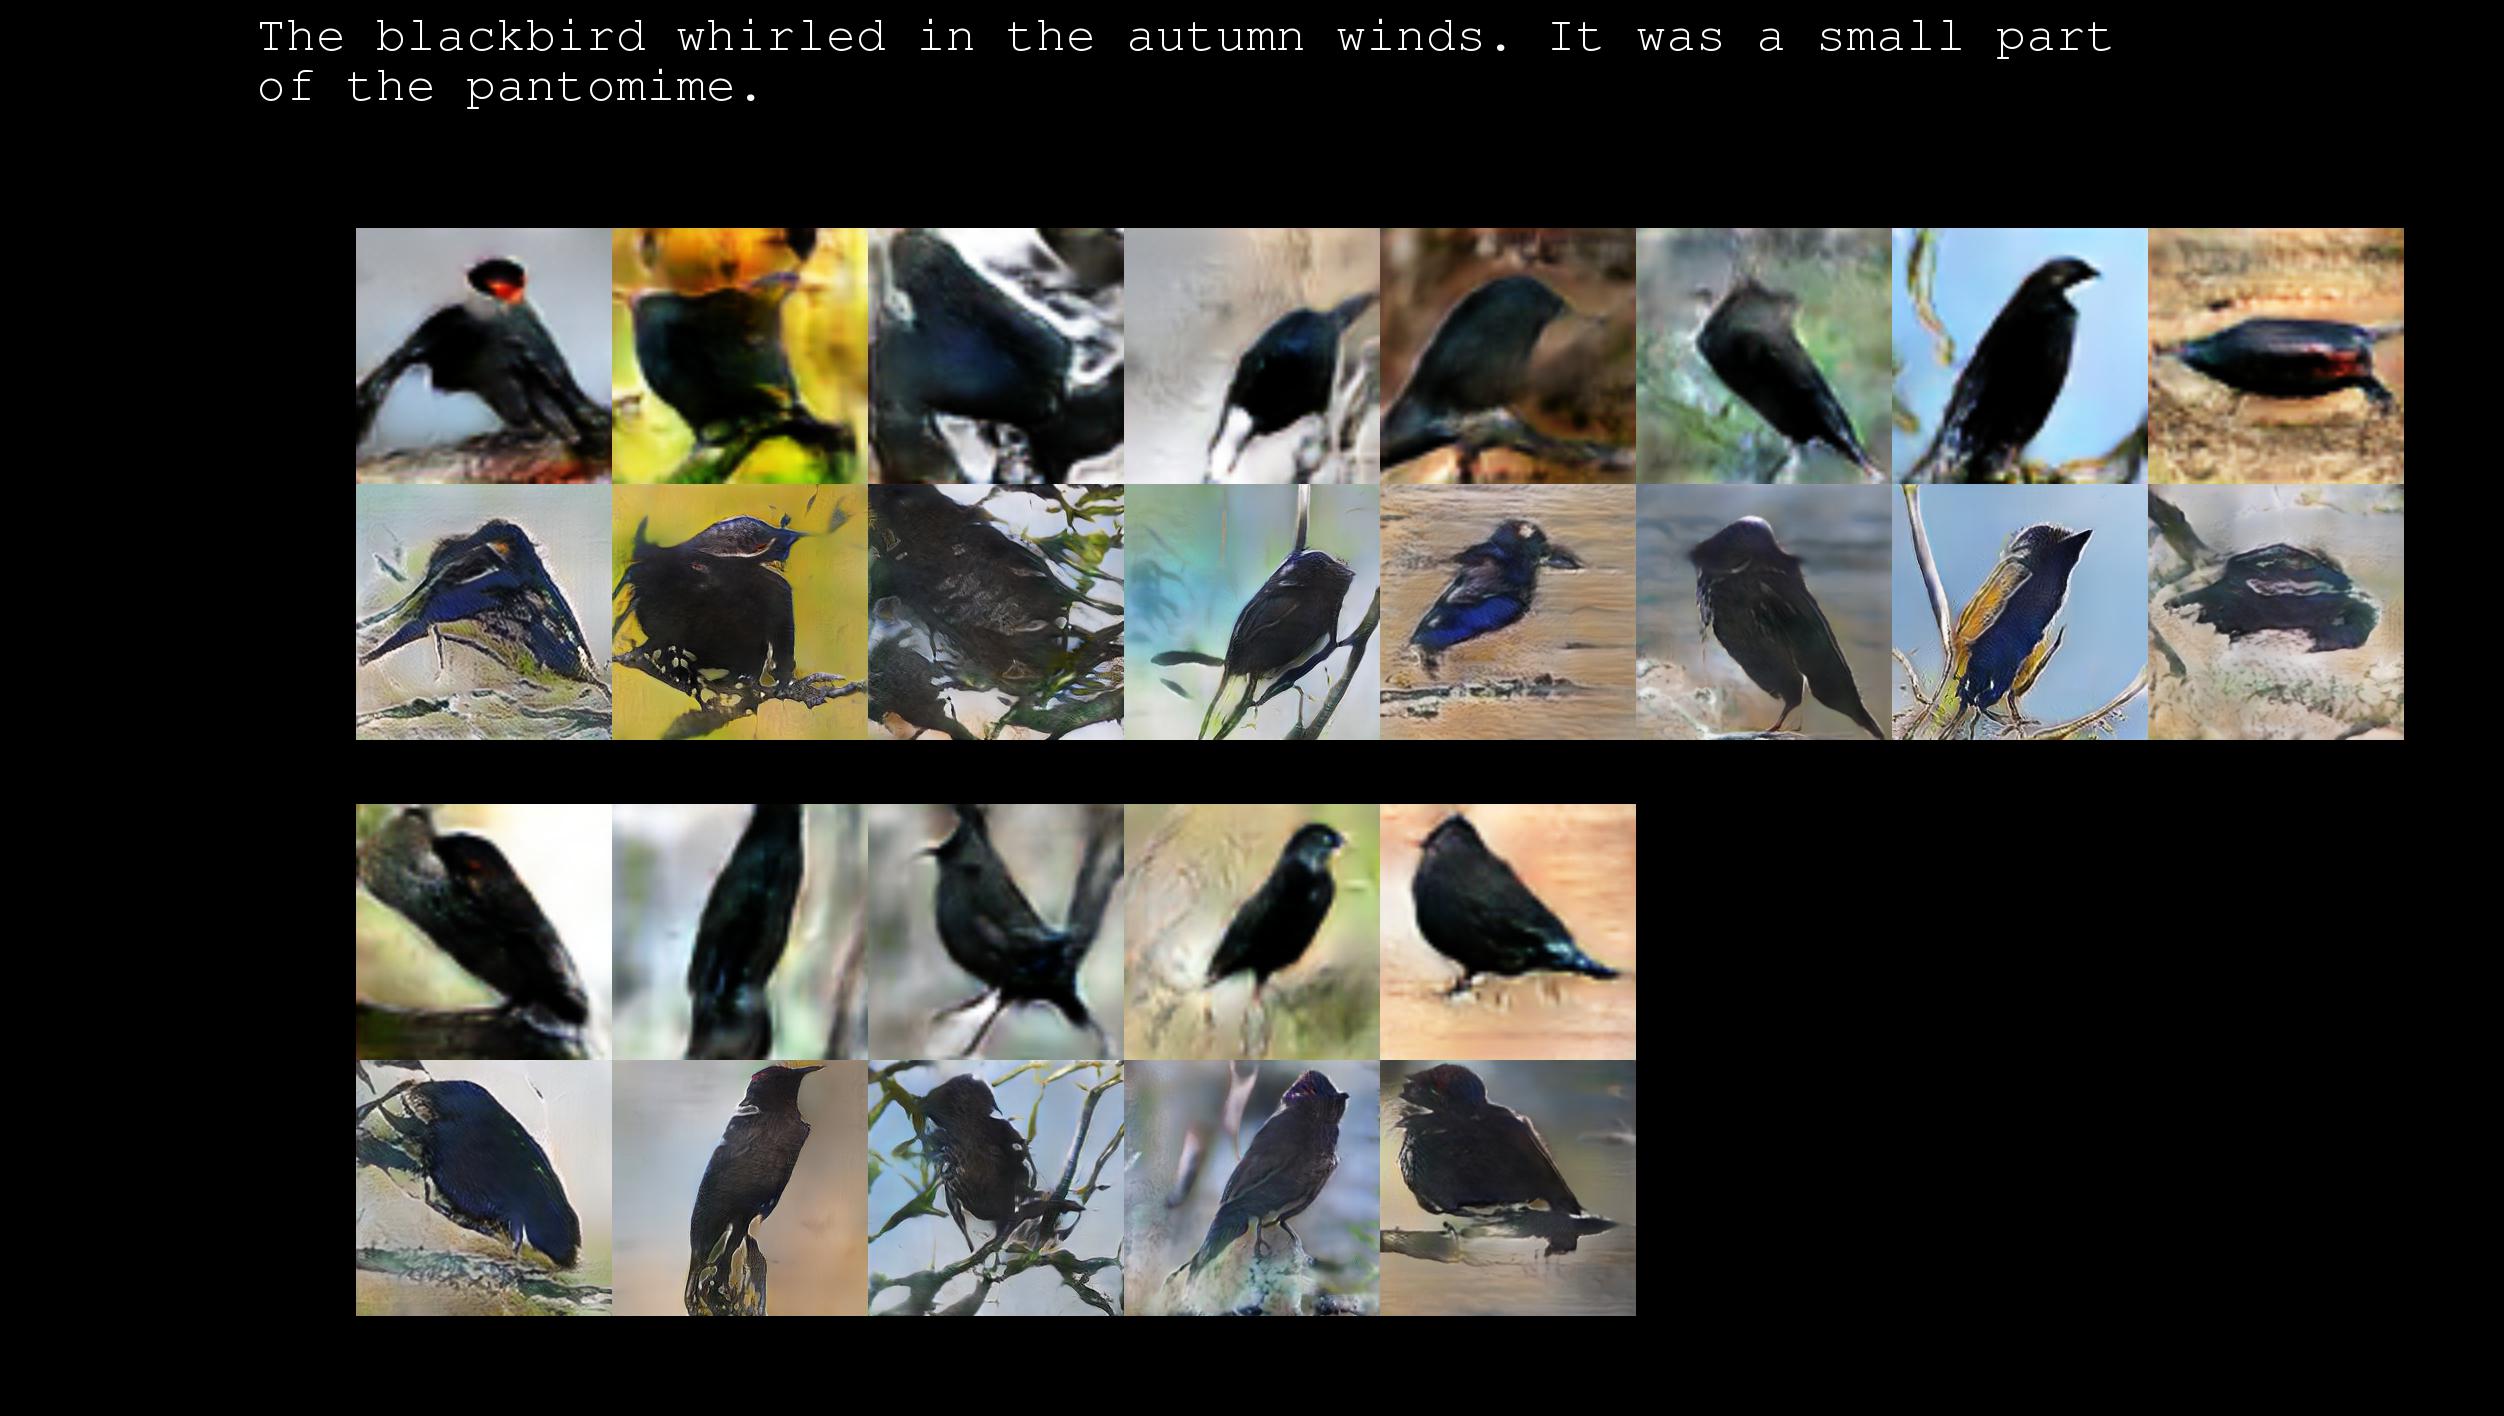 The blackbird whirled in the autumn winds. It was a small part
of the pantomime.